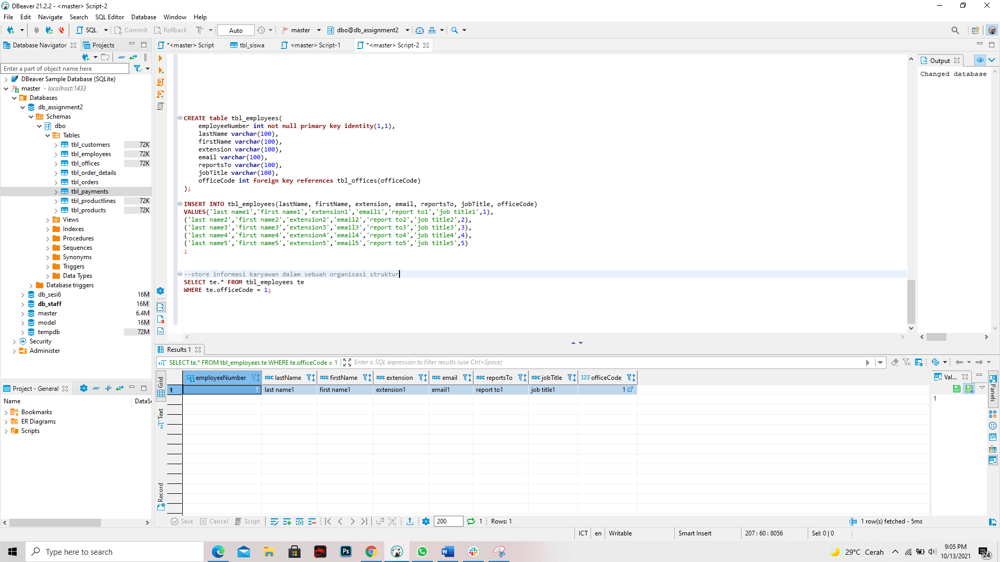 DBeaver 21.2.2 - <master> Script-2
File Edit Navigate Search SQL Editor Database Window Help
SQL Commit Rollback Auto master dbo@db_assignment2
Database Navigator Projects
*<master> Script tbl_siswa <master> Script-1 *<master> Script-2
Enter a part of object name here
DBeaver Sample Database (SQLite)
master - localhost:1433
Databases
db_assignment2
Schemas
dbo
Tables
tbl_customers 72K
tbl_employees 72K
tbl_offices 72K
tbl_order_details
tbl_orders
tbl_payments
tbl_productlines 72K
tbl_products 72K
Views
Indexes
Procedures
Sequences
Synonyms
Triggers
Data Types
Database triggers
db_sesi6 16M
db_staff 16M
master 6.4M
model 16M
tempdb 72M
Security
Administer
CREATE table tbl_employees(
employeeNumber int not null primary key identity(1,1),
lastName varchar(100),
firstName varchar(100),
extension varchar(100),
email varchar(100),
reportsTo varchar(100),
jobTitle varchar(100),
officeCode int foreign key references tbl_offices(officeCode)
);
INSERT INTO tbl_employees(lastName, firstName, extension, email, reportsTo, jobTitle, officeCode)
VALUES('last name1','first name1','extension1','email1','report to1','job title1',1),
('last name2','first name2','extension2','email2','report to2','job title2',2),
('last name3','first name3','extension3','email3','report to3','job title3',3),
('last name4','first name4','extension4','email4','report to4','job title4',4),
('last name5','first name5','extension5','email5','report to5','job title5',5)
;
--store informasi karyawan dalam sebuah organisasi struktur
SELECT te.* FROM tbl_employees te
WHERE te.officeCode = 1;
Output
Changed database
Results 1
SELECT te.* FROM tbl_employees te WHERE te.officeCode = 1 Enter a SQL expression to filter results (use Ctrl+Space)
Grid
Text
Record
123 employeeNumber ABC lastName ABC firstName ABC extension ABC email ABC reportsTo ABC jobTitle 123 officeCode
1 1 last name1 first name1 extension1 email1 report to1 job title1 1
Val...
1
Panels
Project - General
Name DataSo
Bookmarks
ER Diagrams
Scripts
Save Cancel Script 200 1 Rows: 1 1 row(s) fetched - 5ms
ICT en Writable Smart Insert 207 : 60 : 8056 Sel: 0 | 0
Type here to search
Ps
29°C Cerah
9:05 PM
10/13/2021
24